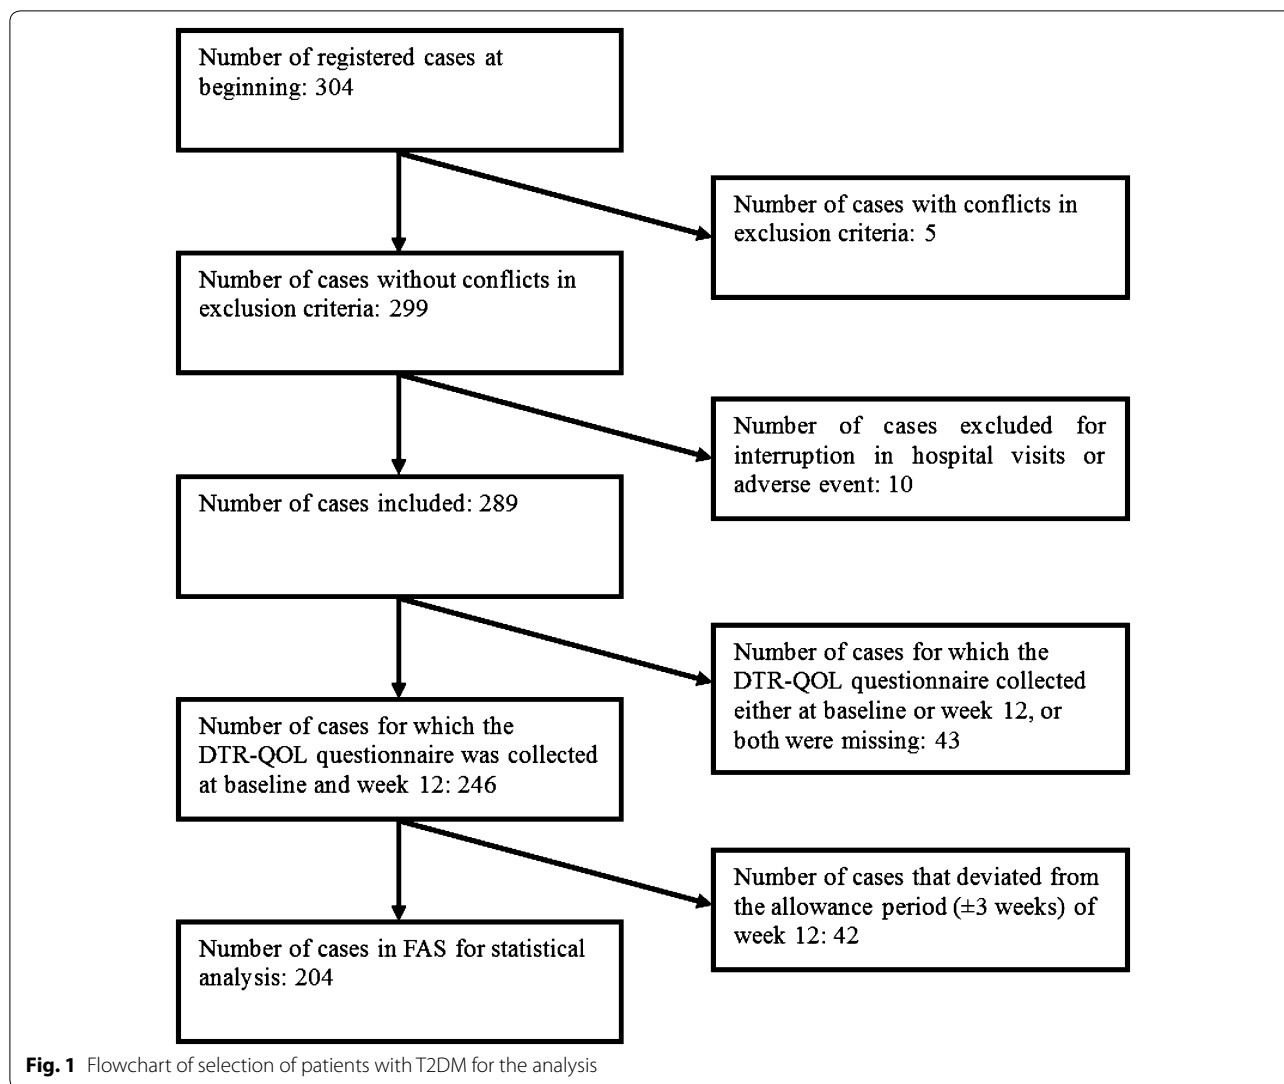 Number of registered cases at
beginning: 304
Number of cases with conflicts in
exclusion criteria: 5
Number of cases without conflicts in
exclusion criteria: 299
Number of cases excluded for
interruption in hospital visits or
adverse event: 10
Number of cases included: 289
Number of cases for which the
DTR-QOL questionnaire collected
either at baseline or week 12, or
both were missing: 43
Number of cases for which the
DTR-QOL questionnaire was collected
at baseline and week 12: 246
Number of cases that deviated from
the allowance period (±3 weeks) of
week 12: 42
Number of cases in FAS for statistical
analysis: 204
Fig. 1 Flowchart of selection of patients with T2DM for the analysis